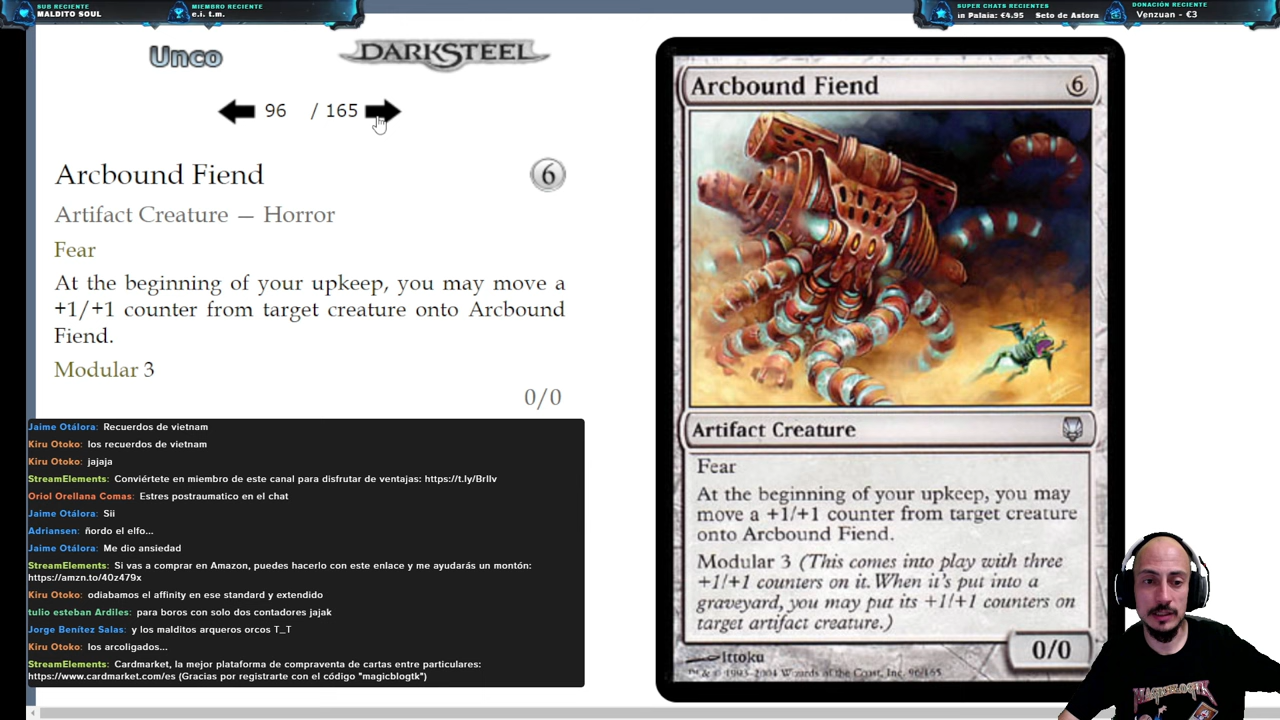 SUB RECIENTE
MALDITO SOUL
MIEMBRO RECIENTE
e.i. t.m.
SUPER CHATS RECIENTES
in Palaia: €4.95 Seto de Astora
DONACIÓN RECIENTE
Venzuan - €3
Unco
DARKSTEEL
96 / 165
Arcbound Fiend 6
Artifact Creature — Horror
Fear
At the beginning of your upkeep, you may move a
+1/+1 counter from target creature onto Arcbound
Fiend.
Modular 3
0/0
Jaime Otálora: Recuerdos de vietnam
Kiru Otoko: los recuerdos de vietnam
Kiru Otoko: jajaja
StreamElements: Conviértete en miembro de este canal para disfrutar de ventajas: https://t.ly/Brllv
Oriol Orellana Comas: Estres postraumatico en el chat
Jaime Otálora: Sii
Adriansen: ñordo el elfo...
Jaime Otálora: Me dio ansiedad
StreamElements: Si vas a comprar en Amazon, puedes hacerlo con este enlace y me ayudarás un montón:
https://amzn.to/40z479x
Kiru Otoko: odiabamos el affinity en ese standard y extendido
tulio esteban Ardiles: para boros con solo dos contadores jajak
Jorge Benítez Salas: y los malditos arqueros orcos T_T
Kiru Otoko: los arcoligados...
StreamElements: Cardmarket, la mejor plataforma de compraventa de cartas entre particulares:
https://www.cardmarket.com/es (Gracias por registrarte con el código "magicblogtk")
Arcbound Fiend 6
Artifact Creature
Fear
At the beginning of your upkeep, you may
move a +1/+1 counter from target creature
onto Arcbound Fiend.
Modular 3 (This comes into play with three
+1/+1 counters on it. When it's put into a
graveyard, you may put its +1/+1 counters on
target artifact creature.)
0/0
Ittoku
™ & © 1993–2004 Wizards of the Coast, Inc. 96/165
MAGICBLOGTK